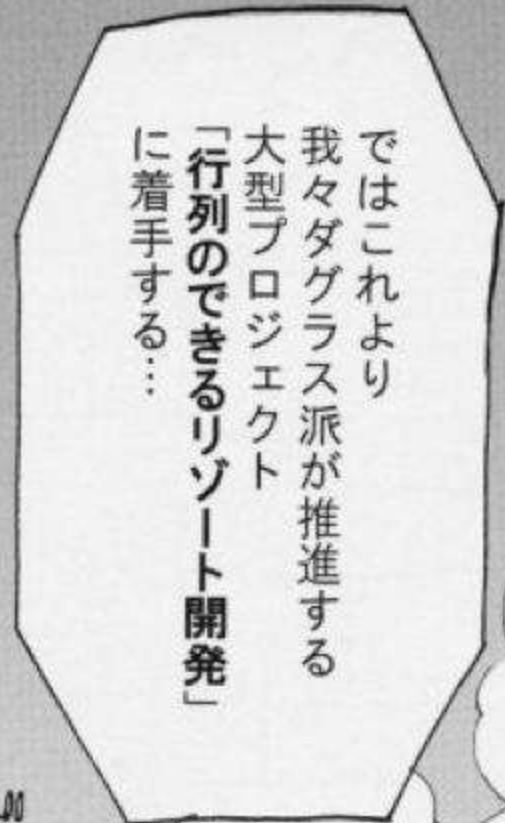 ではこれより
我々ダグラス派が推進する
大型プロジェクト
「行列のできるリゾート開発」
に着手する…